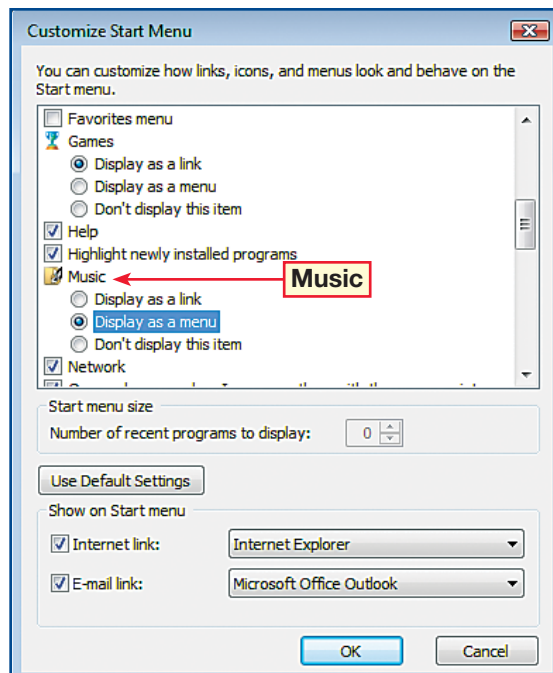 Customize Start Menu
You can customize how links, icons, and menus look and behave on the
Start menu.
Favorites menu
Games
Display as a link
Display as a menu
Don't display this item
Help
Highlight newly installed programs
Music
Music
Display as a link
Display as a menu
Don't display this item
Network
Start menu size
Number of recent programs to display: 0
Use Default Settings
Show on Start menu
Internet link: Internet Explorer
E-mail link: Microsoft Office Outlook
OK Cancel